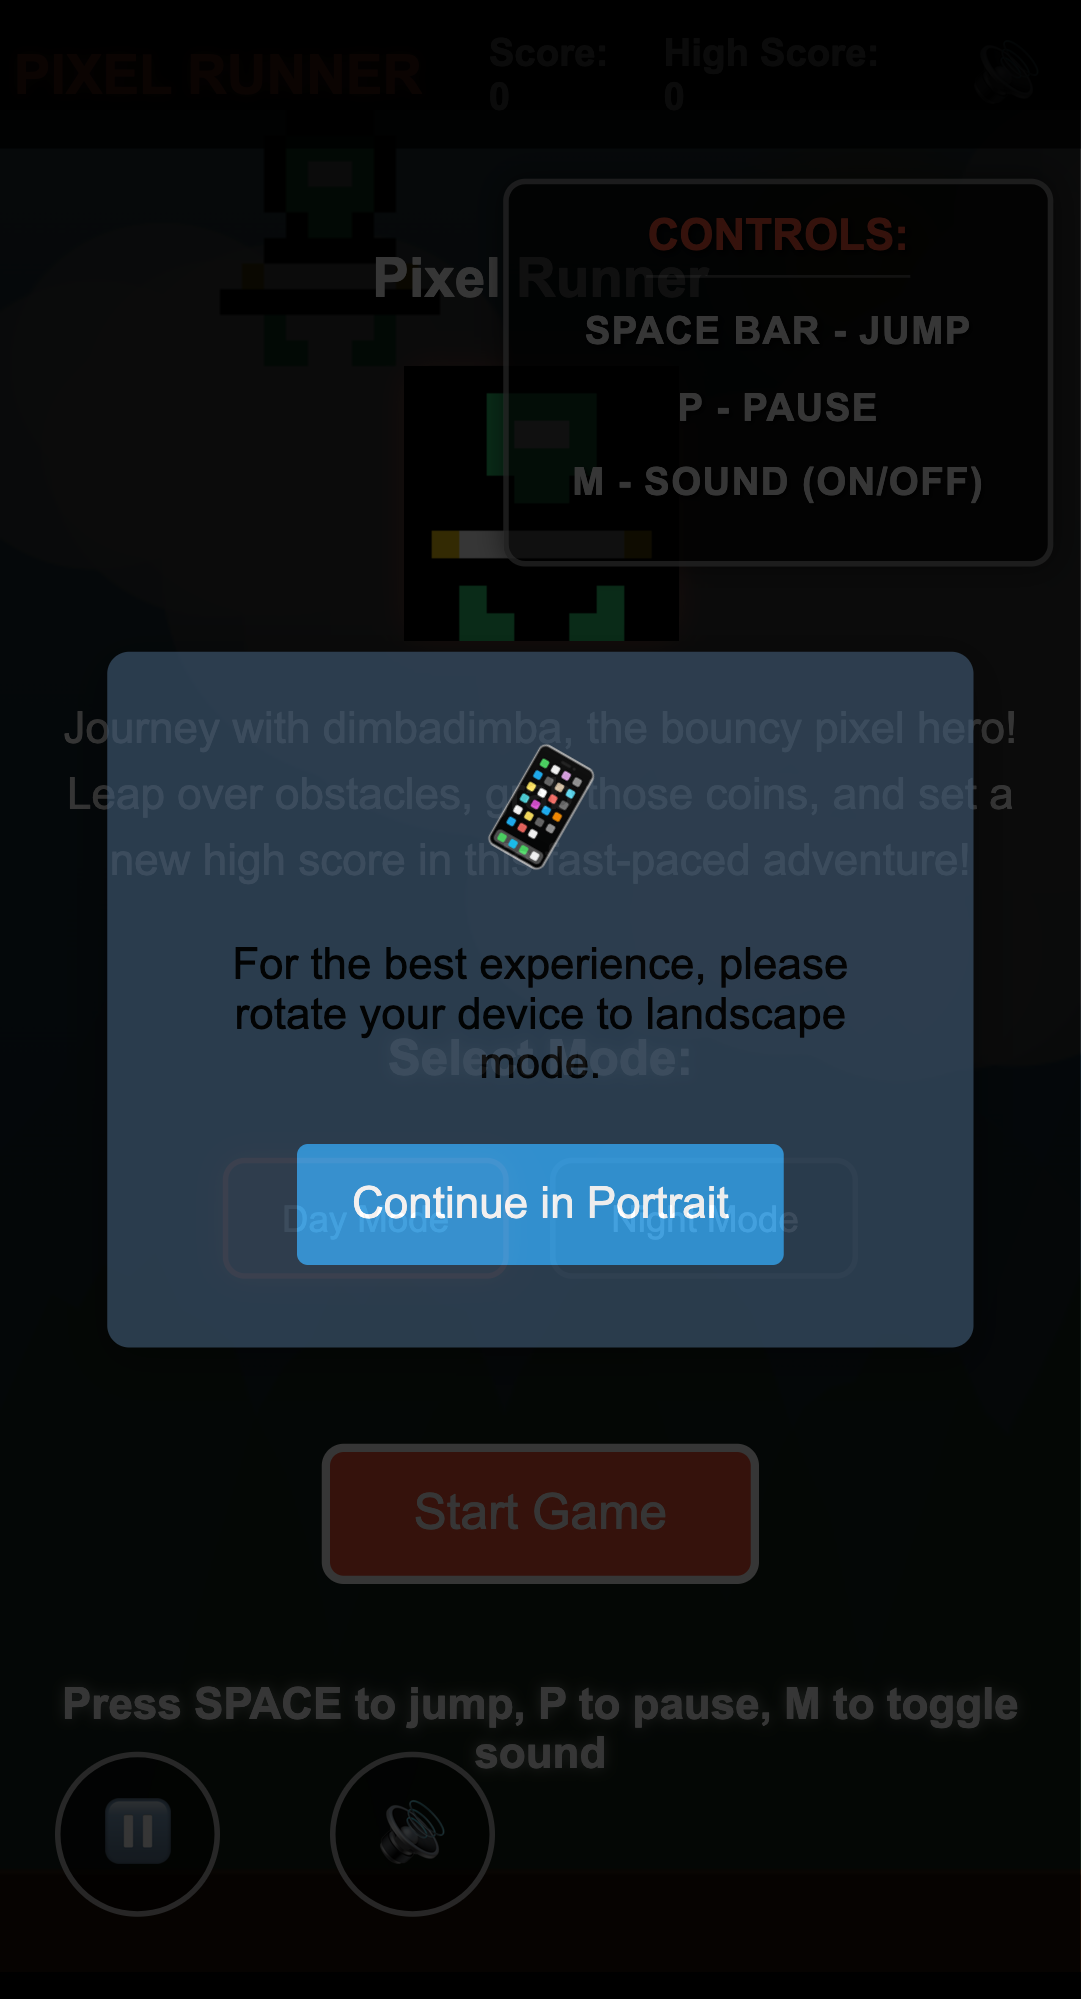 PIXEL RUNNER
Score:
0
High Score:
0
CONTROLS:
Pixel Runner
SPACE BAR - JUMP
P - PAUSE
M - SOUND (ON/OFF)
Journey with dimbadimba, the bouncy pixel hero!
Leap over obstacles, those coins, and set a
new high score in this fast-paced adventure!
For the best experience, please
rotate your device to landscape
mode.
Select Mode:
Continue in Portrait
Day Mode
Night Mode
Start Game
Press SPACE to jump, P to pause, M to toggle
sound